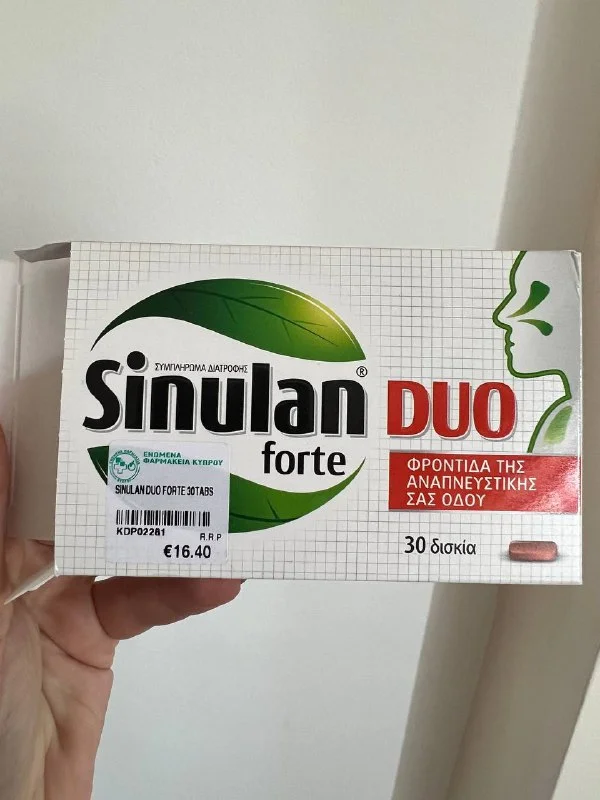 ΣΥΜΠΛΗΡΩΜΑ ΔΙΑΤΡΟΦΗΣ
Sinulan® DUO
forte
ΦΡΟΝΤΙΔΑ ΤΗΣ
ΑΝΑΠΝΕΥΣΤΙΚΗΣ
ΣΑΣ ΟΔΟΥ
30 δισκία
ΕΝΩΜΕΝΑ
ΦΑΡΜΑΚΕΙΑ ΚΥΠΡΟΥ
SINULAN DUO FORTE 30TABS
KDP02281
R.R.P
€16.40